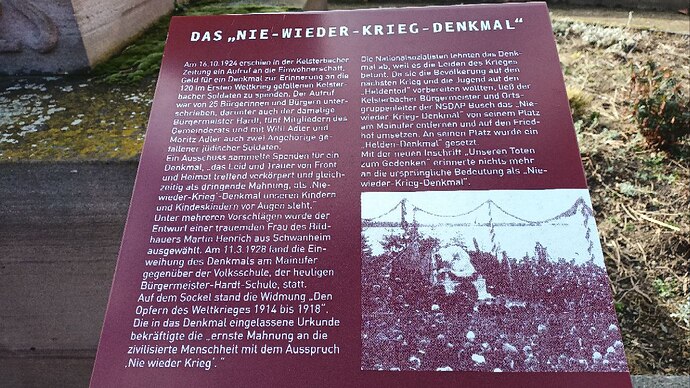 DAS „NIE-WIEDER-KRIEG-DENKMAL“
Am 16.10.1924 erschien in der Kelsterbacher
Zeitung ein Aufruf an die Einwohnerschaft,
Geld für ein Denkmal zur Erinnerung an die
120 im Ersten Weltkrieg gefallenen Kelster-
bacher Soldaten zu spenden. Der Aufruf
war von 25 Bürgerinnen und Bürgern unter-
schrieben, darunter auch der damalige
Bürgermeister Hardt, fünf Mitglieder des
Gemeinderats und mit Willi Adler und
Moritz Adler auch zwei Angehörige ge-
fallener jüdischer Soldaten.
Ein Ausschuss sammelte Spenden für ein
Denkmal, „das Leid und Trauer von Front
und Heimat treffend verkörpert und gleich-
zeitig als dringende Mahnung, als ‚Nie-
wieder-Krieg‘-Denkmal unseren Kindern
und Kindeskindern vor Augen steht.“
Unter mehreren Vorschlägen wurde der
Entwurf einer trauernden Frau des Bild-
hauers Martin Henrich aus Schwanheim
ausgewählt. Am 11.3.1928 fand die Ein-
weihung des Denkmals am Mainufer
gegenüber der Volksschule, der heutigen
Bürgermeister-Hardt-Schule, statt.
Auf dem Sockel stand die Widmung „Den
Opfern des Weltkrieges 1914 bis 1918“.
Die in das Denkmal eingelassene Urkunde
bekräftigte die „ernste Mahnung an die
zivilisierte Menschheit mit dem Ausspruch
‚Nie wieder Krieg‘.“
Die Nationalsozialisten lehnten das Denk-
mal ab, weil es die Leiden des Krieges
betont. Da sie die Bevölkerung auf den
nächsten Krieg und die Jugend auf den
„Heldentod“ vorbereiten wollten, ließ der
Kelsterbacher Bürgermeister und Orts-
gruppenleiter der NSDAP Busch das „Nie-
wieder Krieg- Denkmal“ von seinem Platz
am Mainufer entfernen und auf den Fried-
hof umsetzen. An seinen Platz wurde ein
„Helden-Denkmal“ gesetzt.
Mit der neuen Inschrift „Unseren Toten
zum Gedenken“ erinnerte nichts mehr
an die ursprüngliche Bedeutung als „Nie-
wieder-Krieg-Denkmal“.